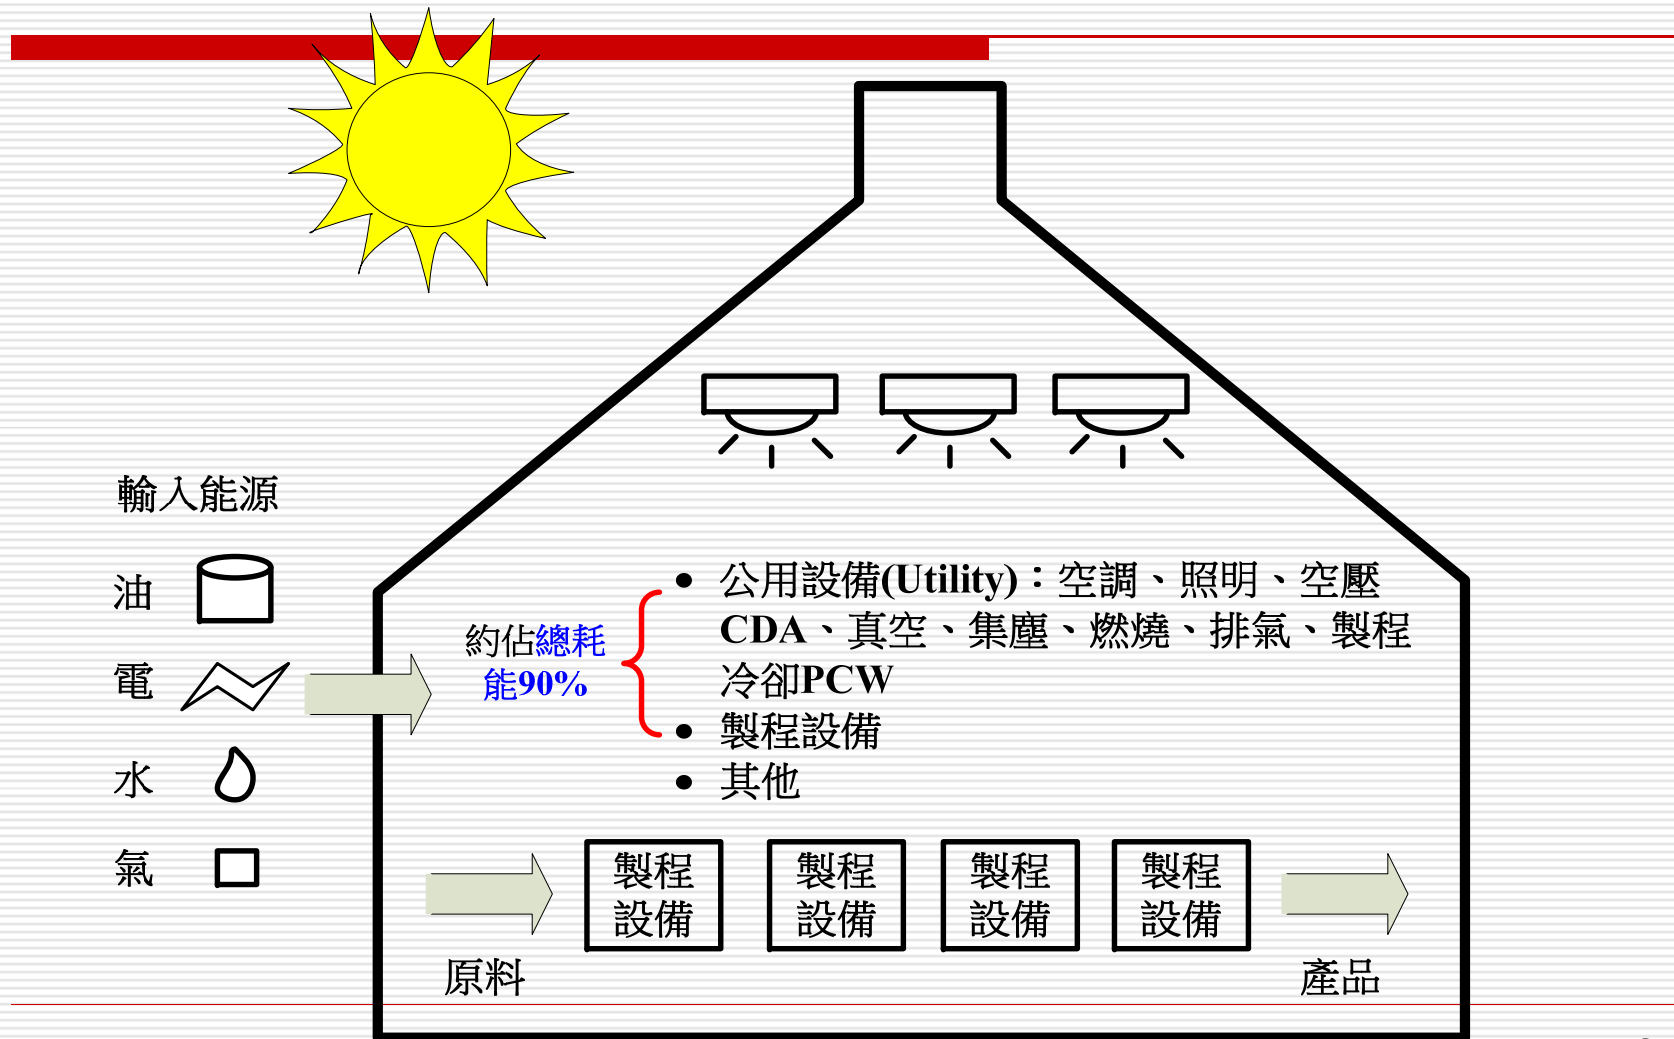 輸入能源
油
電
水
氣
約佔總耗
能90%
• 公用設備(Utility)：空調、照明、空壓
CDA、真空、集塵、燃燒、排氣、製程
冷卻PCW
• 製程設備
• 其他
製程
設備
製程
設備
製程
設備
製程
設備
原料
產品